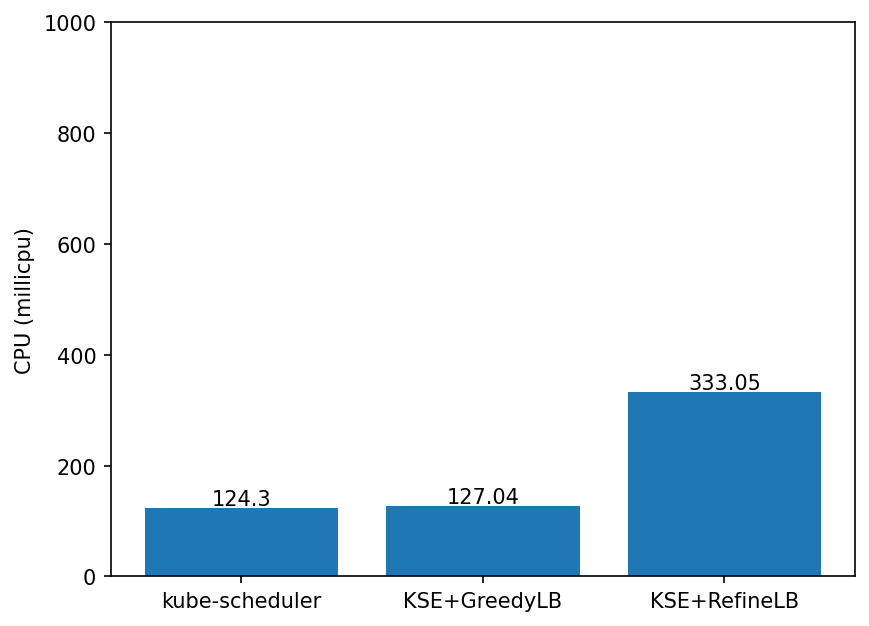 1000
800
600
400
200
0
CPU (millicpu)
124.3
127.04
333.05
kube-scheduler
KSE+GreedyLB
KSE+RefineLB